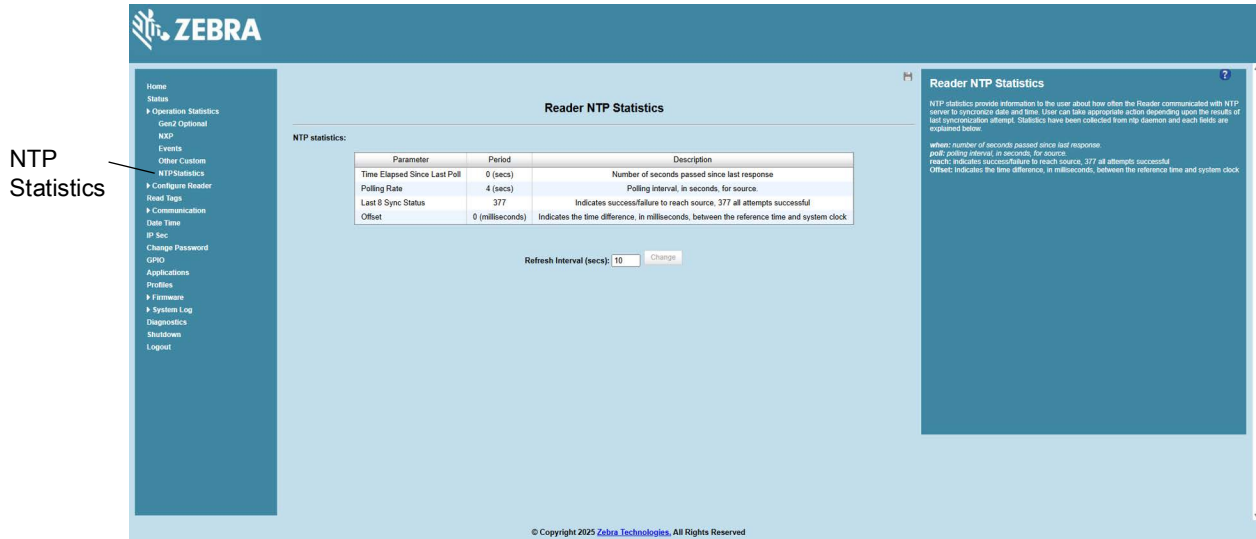 ZEBRA
NTP
Statistics
Home
Status
Operation Statistics
Gen2 Optional
NXP
Events
Other Custom
NTPStatistics
Configure Reader
Read Tags
Communication
Date Time
IP Sec
Change Password
GPIO
Applications
Profiles
Firmware
System Log
Diagnostics
Shutdown
Logout
Reader NTP Statistics
NTP statistics:
Parameter Period Description
Time Elapsed Since Last Poll 0 (secs) Number of seconds passed since last response
Polling Rate 4 (secs) Polling interval, in seconds, for source.
Last 8 Sync Status 377 Indicates success/failure to reach source, 377 all attempts successful
Offset 0 (milliseconds) Indicates the time difference, in milliseconds, between the reference time and system clock
Refresh Interval (secs): 10 Change
?
Reader NTP Statistics
NTP statistics provide information to the user about how often the Reader communicated with NTP
server to syncronize date and time. User can take appropriate action depending upon the results of
last syncronization attempt. Statistics have been collected from ntp daemon and each fields are
explained below.
when: number of seconds passed since last response.
poll: polling interval, in seconds, for source.
reach: indicates success/failure to reach source, 377 all attempts successful
Offset: Indicates the time difference, in milliseconds, between the reference time and system clock
© Copyright 2025 Zebra Technologies. All Rights Reserved